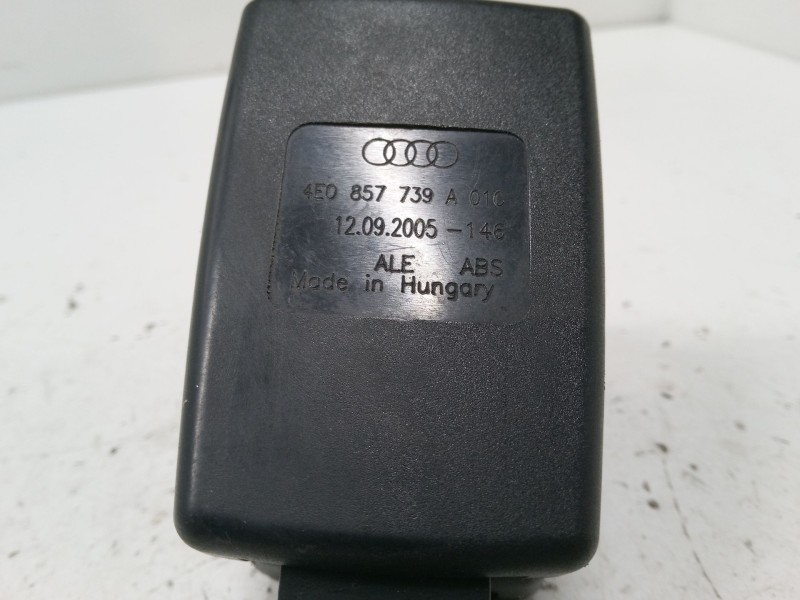 4E0 857 739 A 01C
12.09.2005 -146
ALE ABS
Made in Hungary